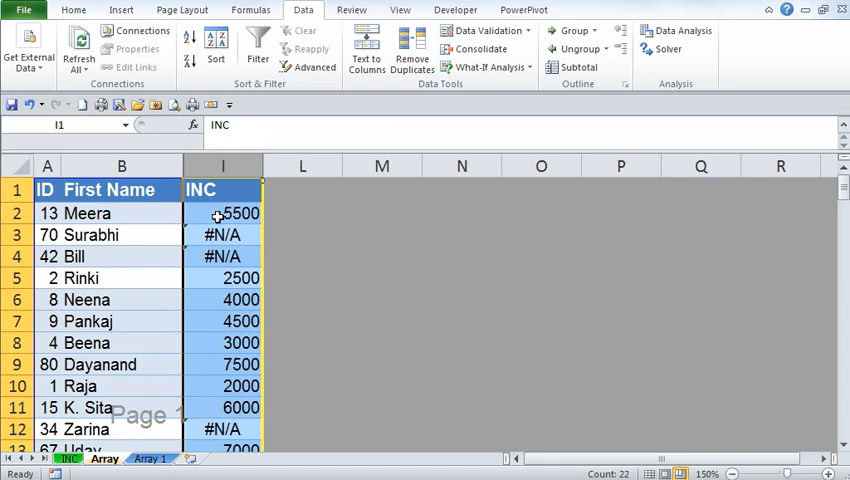 File Home Insert Page Layout Formulas Data Review View Developer PowerPivot
Get External Data
Refresh All
Connections
Properties
Edit Links
Connections
Sort
Filter
Clear
Reapply
Advanced
Sort & Filter
Text to Columns
Remove Duplicates
Data Validation
Consolidate
What-If Analysis
Data Tools
Group
Ungroup
Subtotal
Outline
Data Analysis
Solver
Analysis
I1 fx INC
A B I L M N O P Q R
1 ID First Name INC
2 13 Meera 5500
3 70 Surabhi #N/A
4 42 Bill #N/A
5 2 Rinki 2500
6 8 Neena 4000
7 9 Pankaj 4500
8 4 Beena 3000
9 80 Dayanand 7500
10 1 Raja 2000
11 15 K. Sita 6000
Page 1
12 34 Zarina #N/A
13 67 Uday 7000
INC Array Array 1
Ready Count: 22 150%